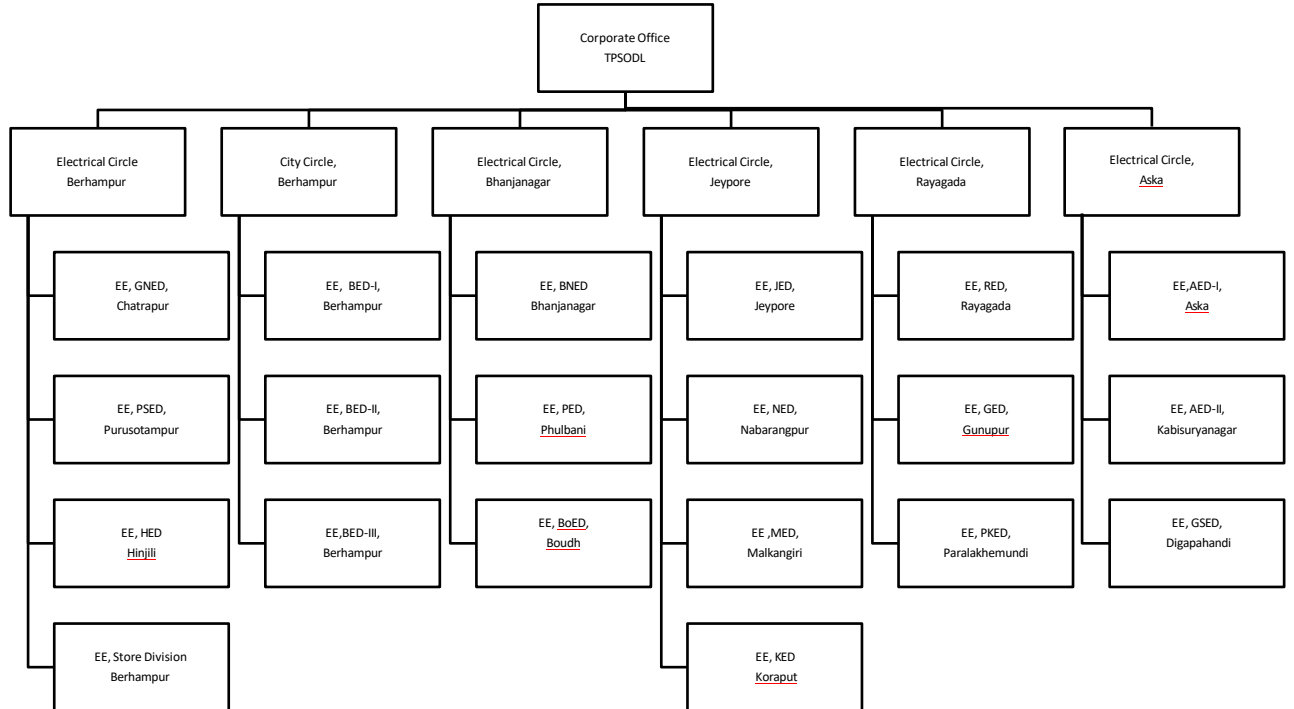 Corporate Office
TPSODL
Electrical Circle
Berhampur
City Circle,
Berhampur
Electrical Circle,
Bhanjanagar
Electrical Circle,
Jeypore
Electrical Circle,
Rayagada
Electrical Circle,
Aska
EE, GNED,
Chatrapur
EE, BED-I,
Berhampur
EE, BNED
Bhanjanagar
EE, JED,
Jeypore
EE, RED,
Rayagada
EE,AED-I,
Aska
EE, PSED,
Purusotampur
EE, BED-II,
Berhampur
EE, PED,
Phulbani
EE, NED,
Nabarangpur
EE, GED,
Gunupur
EE, AED-II,
Kabisuryanagar
EE, HED
Hinjili
EE,BED-III,
Berhampur
EE, BoED,
Boudh
EE ,MED,
Malkangiri
EE, PKED,
Paralakhemundi
EE, GSED,
Digapahandi
EE, Store Division
Berhampur
EE, KED
Koraput